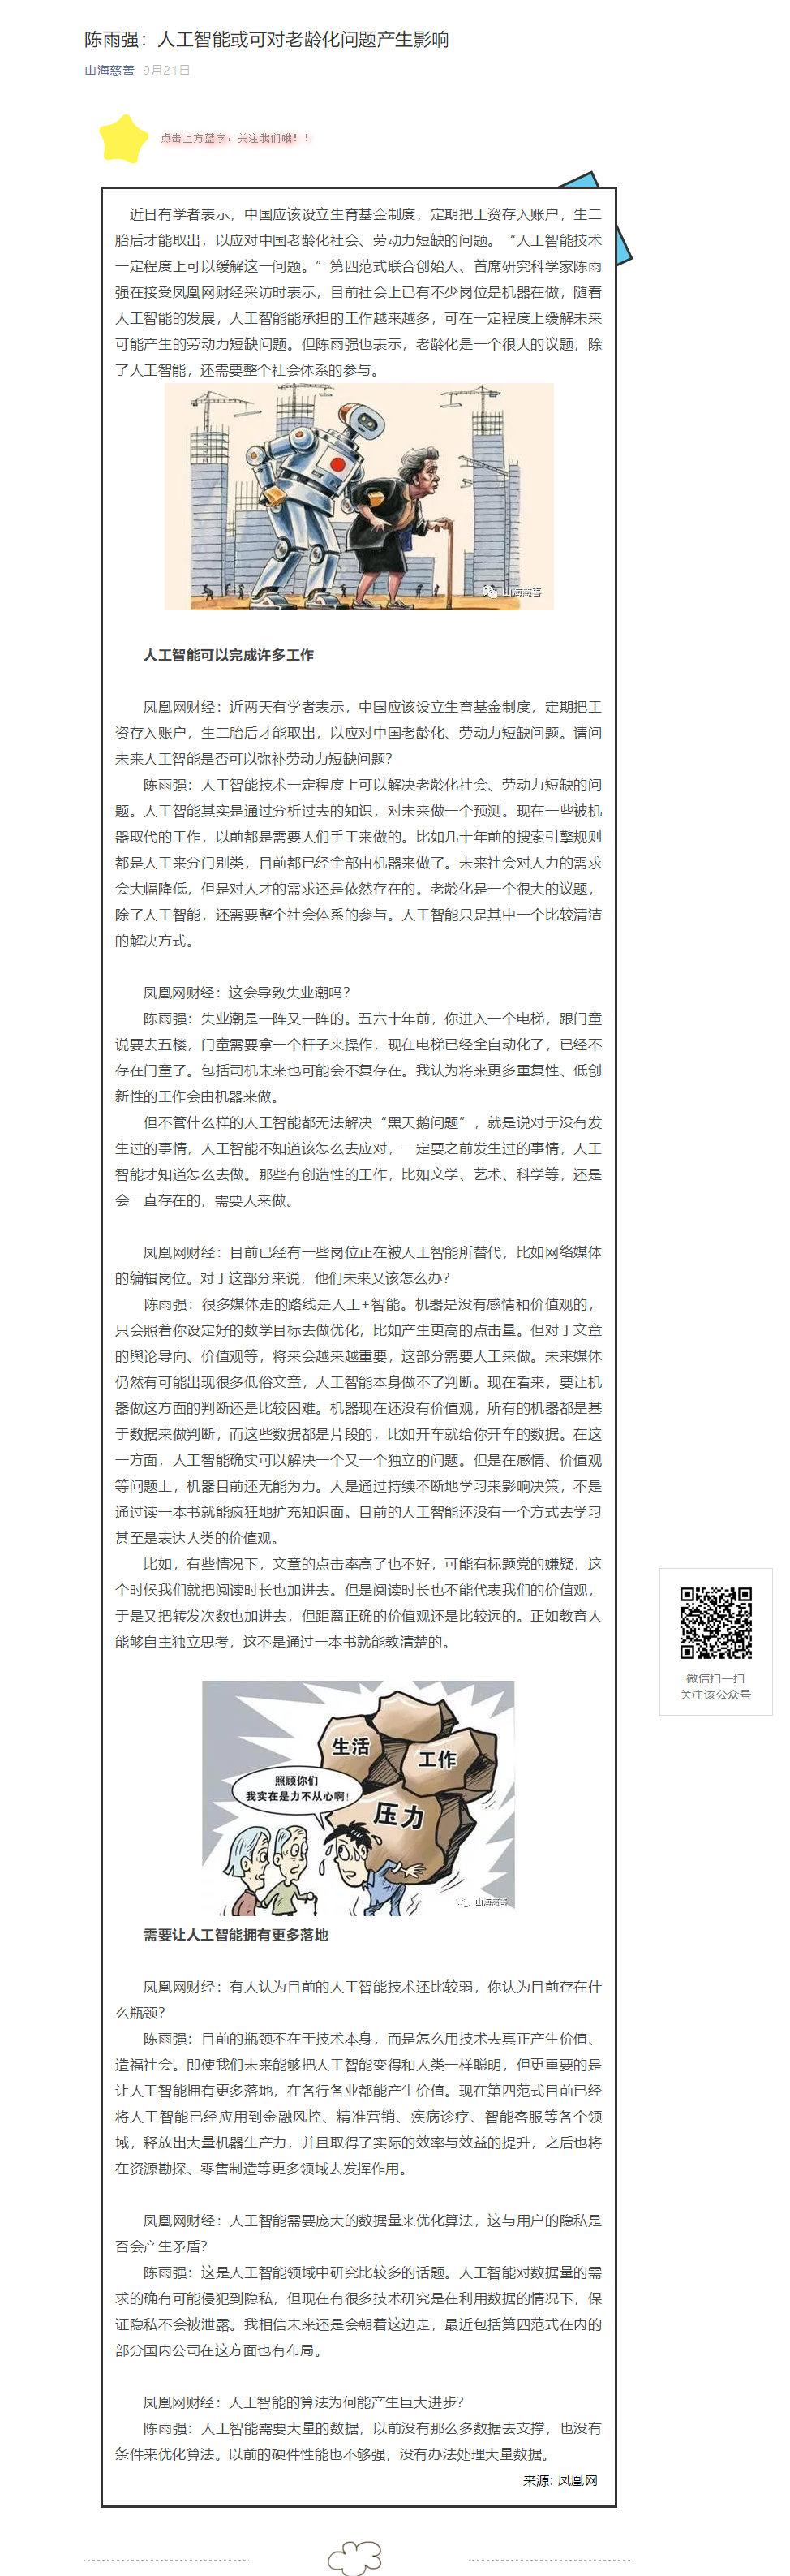 陈雨强：人工智能或可对老龄化问题产生影响
山海慈善 9月21日
点击上方蓝字，关注我们哦！！
近日有学者表示，中国应该设立生育基金制度，定期把工资存入账户，生二
胎后才能取出，以应对中国老龄化社会、劳动力短缺的问题。“人工智能技术
一定程度上可以缓解这一问题。”第四范式联合创始人、首席研究科学家陈雨
强在接受凤凰网财经采访时表示，目前社会上已有不少岗位是机器在做，随着
人工智能的发展，人工智能能承担的工作越来越多，可在一定程度上缓解未来
可能产生的劳动力短缺问题。但陈雨强也表示，老龄化是一个很大的议题，除
了人工智能，还需要整个社会体系的参与。
山海慈善
人工智能可以完成许多工作
凤凰网财经：近两天有学者表示，中国应该设立生育基金制度，定期把工
资存入账户，生二胎后才能取出，以应对中国老龄化、劳动力短缺问题。请问
未来人工智能是否可以弥补劳动力短缺问题？
陈雨强：人工智能技术一定程度上可以解决老龄化社会、劳动力短缺的问
题。人工智能其实是通过分析过去的知识，对未来做一个预测。现在一些被机
器取代的工作，以前都是需要人们手工来做的。比如几十年前的搜索引擎规则
都是人工来分门别类，目前都已经全部由机器来做了。未来社会对人力的需求
会大幅降低，但是对人才的需求还是依然存在的。老龄化是一个很大的议题，
除了人工智能，还需要整个社会体系的参与。人工智能只是其中一个比较清洁
的解决方式。
凤凰网财经：这会导致失业潮吗？
陈雨强：失业潮是一阵又一阵的。五六十年前，你进入一个电梯，跟门童
说要去五楼，门童需要拿一个杆子来操作，现在电梯已经全自动化了，已经不
存在门童了。包括司机未来也可能会不复存在。我认为将来更多重复性、低创
新性的工作会由机器来做。
但不管什么样的人工智能都无法解决“黑天鹅问题”，就是说对于没有发
生过的事情，人工智能不知道该怎么去应对，一定要之前发生过的事情，人工
智能才知道怎么去做。那些有创造性的工作，比如文学、艺术、科学等，还是
会一直存在的，需要人来做。
凤凰网财经：目前已经有一些岗位正在被人工智能所替代，比如网络媒体
的编辑岗位。对于这部分来说，他们未来又该怎么办？
陈雨强：很多媒体走的路线是人工+智能。机器是没有感情和价值观的，
只会照着你设定好的数学目标去做优化，比如产生更高的点击量。但对于文章
的舆论导向、价值观等，将来会越来越重要，这部分需要人工来做。未来媒体
仍然有可能出现很多低俗文章，人工智能本身做不了判断。现在看来，要让机
器做这方面的判断还是比较困难。机器现在还没有价值观，所有的机器都是基
于数据来做判断，而这些数据都是片段的，比如开车就给你开车的数据。在这
一方面，人工智能确实可以解决一个又一个独立的问题。但是在感情、价值观
等问题上，机器目前还无能为力。人是通过持续不断地学习来影响决策，不是
通过读一本书就能疯狂地扩充知识面。目前的人工智能还没有一个方式去学习
甚至是表达人类的价值观。
比如，有些情况下，文章的点击率高了也不好，可能有标题党的嫌疑，这
个时候我们就把阅读时长也加进去。但是阅读时长也不能代表我们的价值观，
于是又把转发次数也加进去，但距离正确的价值观还是比较远的。正如教育人
能够自主独立思考，这不是通过一本书就能教清楚的。
微信扫一扫
关注该公众号
生活
工作
压力
照顾你们
我实在是力不从心啊！
山海慈善
需要让人工智能拥有更多落地
凤凰网财经：有人认为目前的人工智能技术还比较弱，你认为目前存在什
么瓶颈？
陈雨强：目前的瓶颈不在于技术本身，而是怎么用技术去真正产生价值、
造福社会。即使我们未来能够把人工智能变得和人类一样聪明，但更重要的是
让人工智能拥有更多落地，在各行各业都能产生价值。现在第四范式目前已经
将人工智能已经应用到金融风控、精准营销、疾病诊疗、智能客服等各个领
域，释放出大量机器生产力，并且取得了实际的效率与效益的提升，之后也将
在资源勘探、零售制造等更多领域去发挥作用。
凤凰网财经：人工智能需要庞大的数据量来优化算法，这与用户的隐私是
否会产生矛盾？
陈雨强：这是人工智能领域中研究比较多的话题。人工智能对数据量的需
求的确有可能侵犯到隐私，但现在有很多技术研究是在利用数据的情况下，保
证隐私不会被泄露。我相信未来还是会朝着这边走，最近包括第四范式在内的
部分国内公司在这方面也有布局。
凤凰网财经：人工智能的算法为何能产生巨大进步？
陈雨强：人工智能需要大量的数据，以前没有那么多数据去支撑，也没有
条件来优化算法。以前的硬件性能也不够强，没有办法处理大量数据。
来源：凤凰网